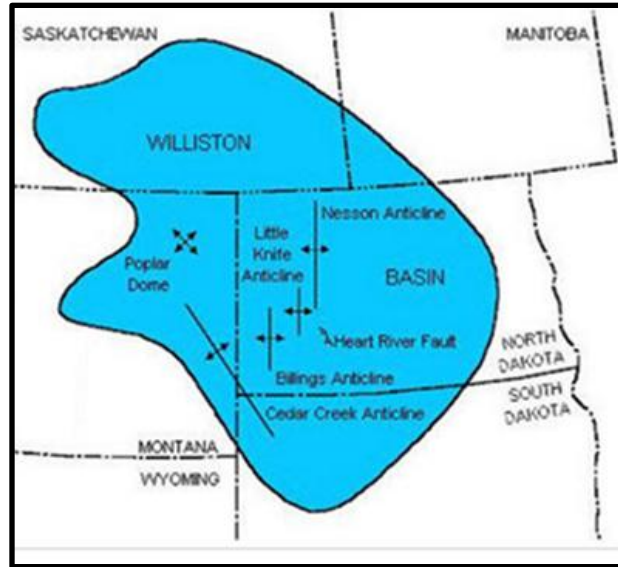 SASKATCHEWAN
MANITOBA
WILLISTON
Nesson Anticline
Little
Knife
Anticline
Poplar
Dome
BASIN
Heart River Fault
NORTH
DAKOTA
Billings Anticline
SOUTH
DAKOTA
Cedar Creek Anticline
MONTANA
WYOMING